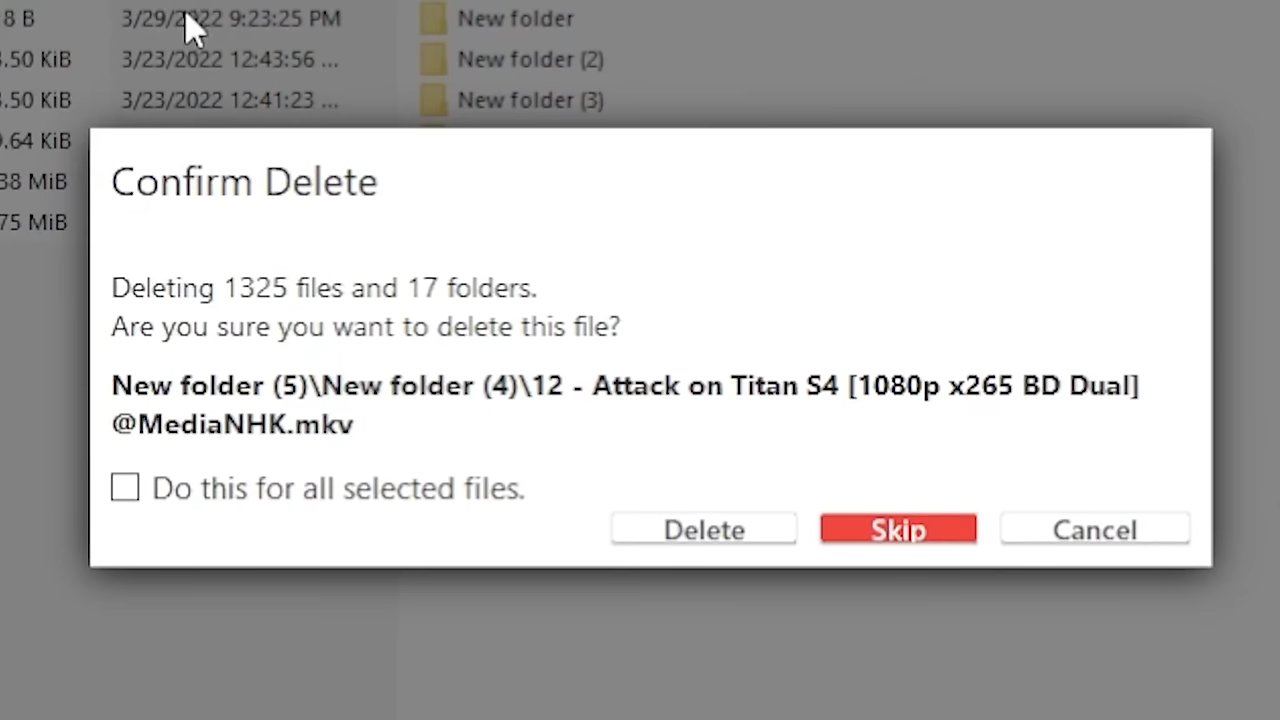 8 B 3/29/2022 9:23:25 PM New folder
.50 KiB 3/23/2022 12:43:56 ... New folder (2)
.50 KiB 3/23/2022 12:41:23 ... New folder (3)
.64 KiB
38 MiB
75 MiB
Confirm Delete
Deleting 1325 files and 17 folders.
Are you sure you want to delete this file?
New folder (5)\New folder (4)\12 - Attack on Titan S4 [1080p x265 BD Dual]
@MediaNHK.mkv
Do this for all selected files.
Delete Skip Cancel